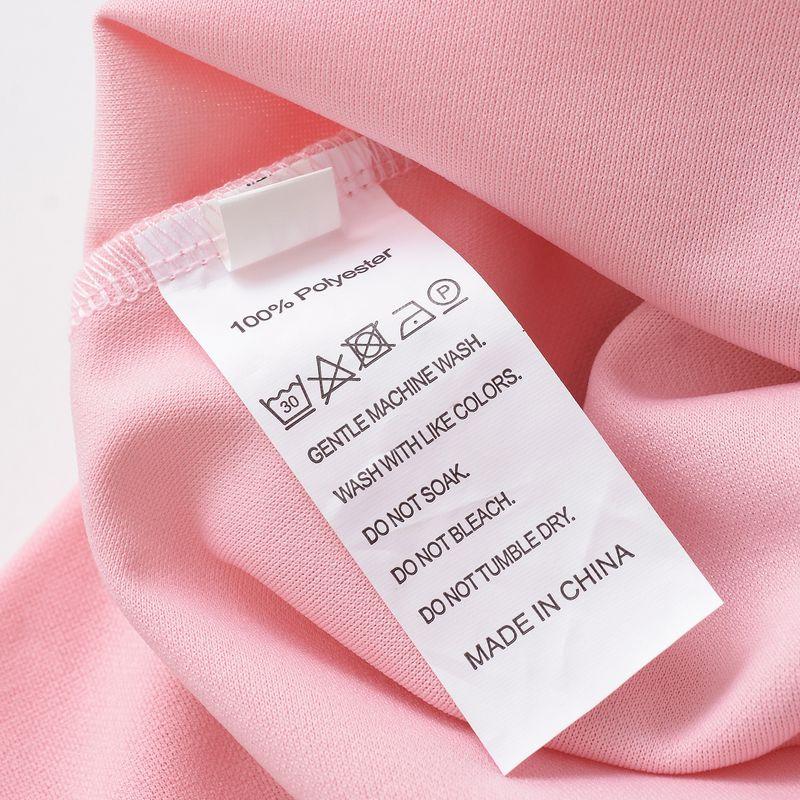 100% Polyester
30 P
GENTLE MACHINE WASH.
WASH WITH LIKE COLORS.
DO NOT SOAK.
DO NOT BLEACH.
DO NOT TUMBLE DRY.
MADE IN CHINA